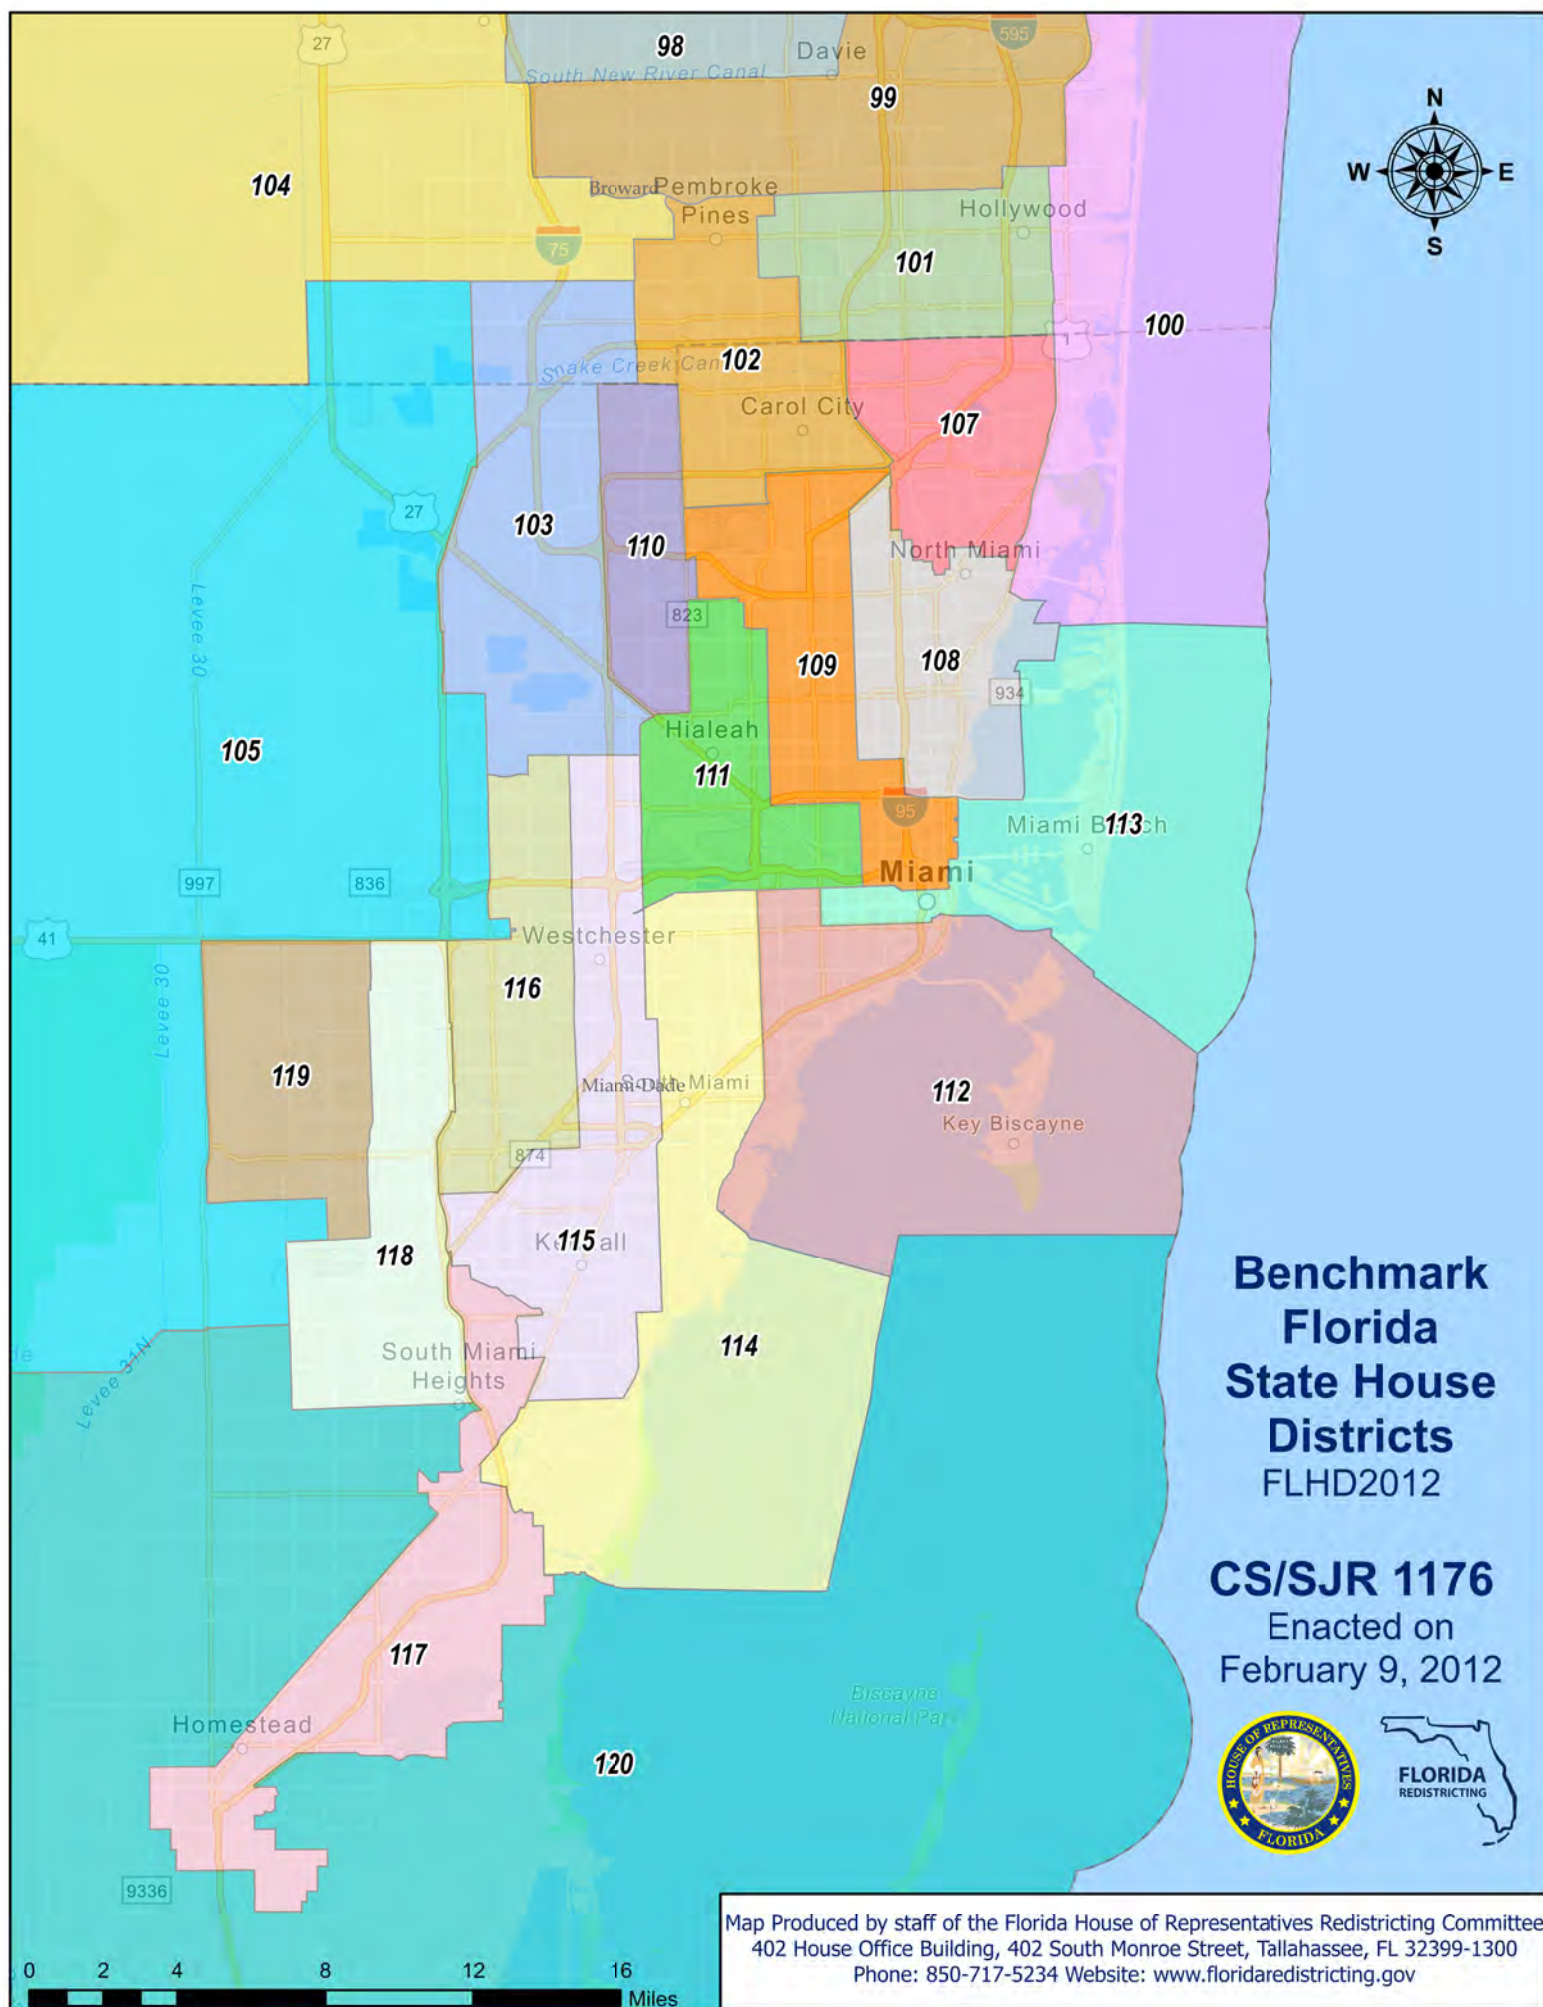 27
98
Davie
595
South New River Canal
99
N
W
E
S
104
Broward
Pembroke
Pines
Hollywood
75
101
100
1
Snake Creek Can
102
Carol City
107
27
103
110
North Miami
Levee 30
823
109
108
934
Hialeah
105
111
95
Miami B
113
ch
997
836
Miami
41
Westchester
116
Levee 30
119
Miami-Dade
South Miami
112
Key Biscayne
874
K
115
all
118
114
de
Levee 31N
South Miami
Heights
117
Biscayne
National Par
Homestead
120
9336
Benchmark
Florida
State House
Districts
FLHD2012
CS/SJR 1176
Enacted on
February 9, 2012
HOUSE OF REPRESENTATIVES
FLORIDA
FLORIDA
REDISTRICTING
0 2 4 8 12 16
Miles
Map Produced by staff of the Florida House of Representatives Redistricting Committee
402 House Office Building, 402 South Monroe Street, Tallahassee, FL 32399-1300
Phone: 850-717-5234 Website: www.floridaredistricting.gov